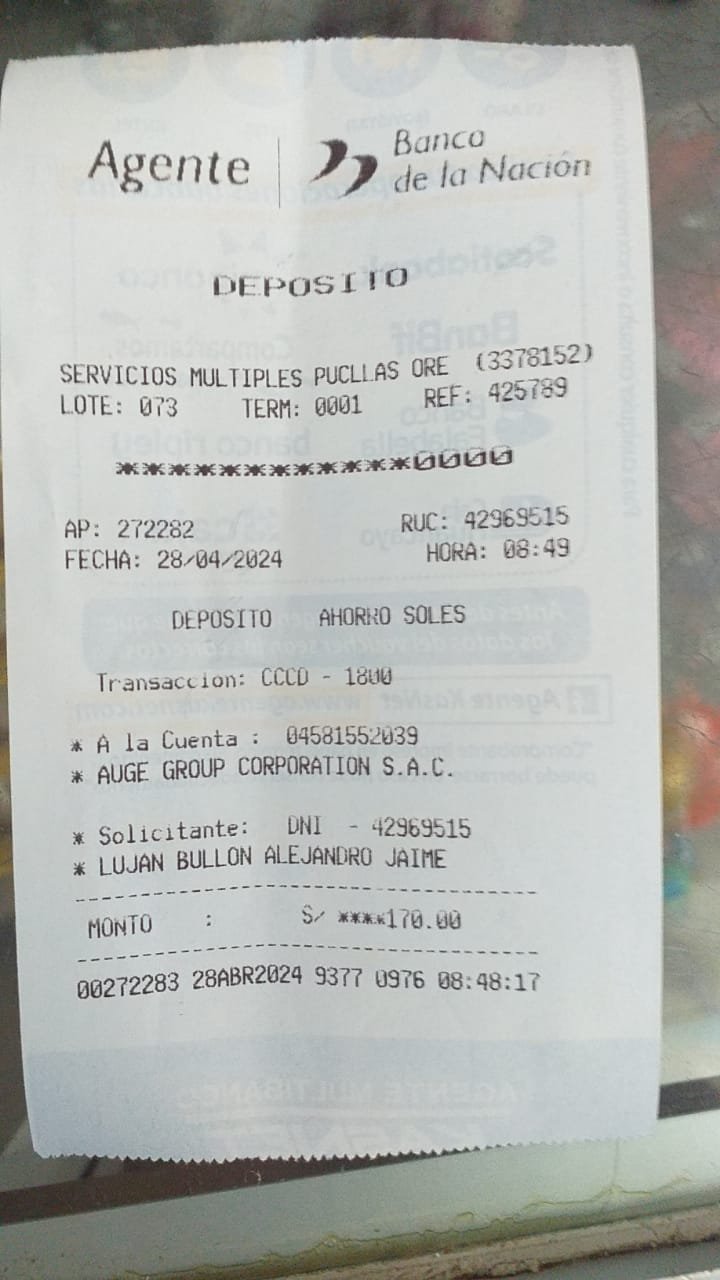 Agente
Banco
de la Nación
DEPOSITO
SERVICIOS MULTIPLES PUCLLAS ORE (3378152)
LOTE: 073 TERM: 0001 REF: 425789
************0000
AP: 272282 RUC: 42969515
FECHA: 28/04/2024 HORA: 08:49
DEPOSITO AHORRO SOLES
Transaccion: CCCD - 1800
* A la Cuenta : 04581552039
* AUGE GROUP CORPORATION S.A.C.
* Solicitante: DNI - 42969515
* LUJAN BULLON ALEJANDRO JAIME
MONTO : S/ ****170.00
00272283 28ABR2024 9377 0976 08:48:17